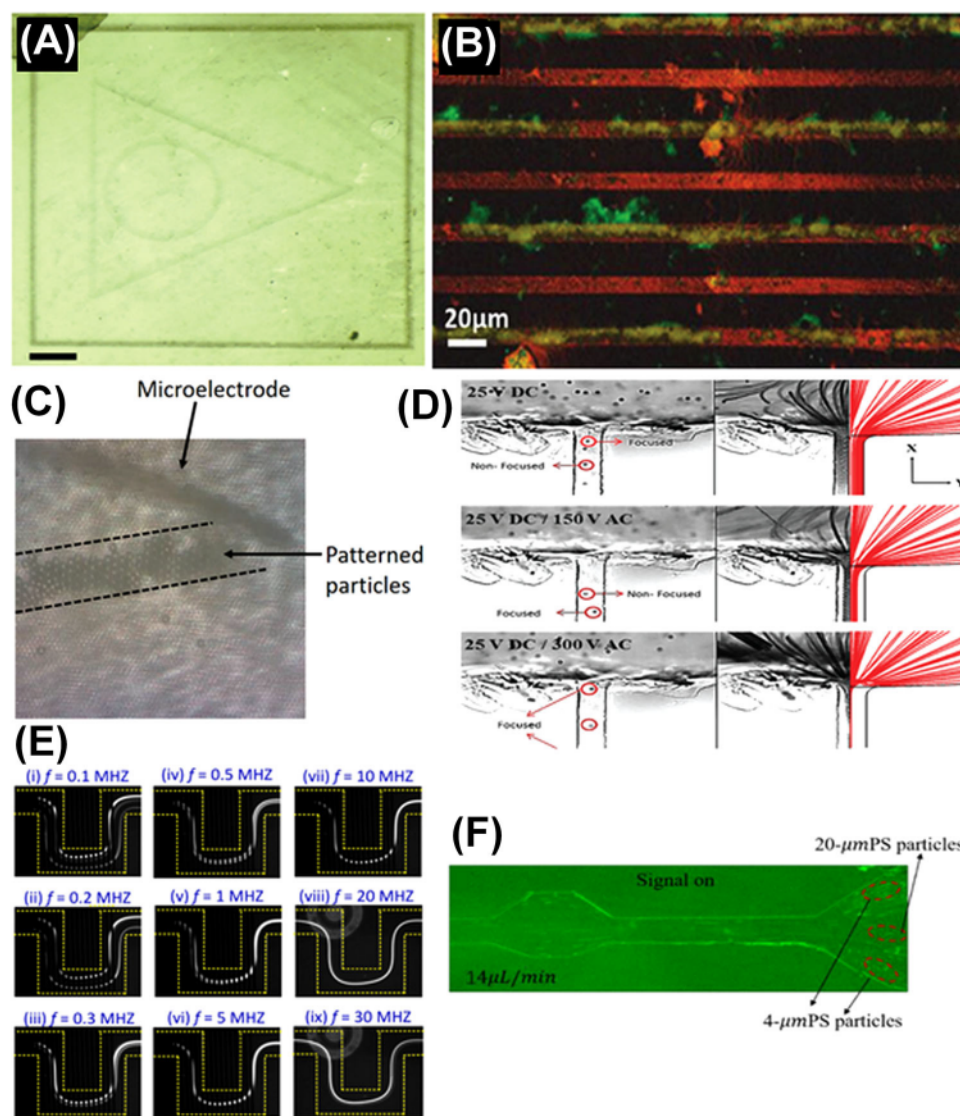 (A)
(B)
20µm
(C)
Microelectrode
Patterned
particles
(D)
25 V DC
Focused
Non- Focused
X
Y
25 V DC / 150 V AC
Non-Focused
Focused
25 V DC / 300 V AC
Focused
(E)
(i) f = 0.1 MHZ
(iv) f = 0.5 MHZ
(vii) f = 10 MHZ
(ii) f = 0.2 MHZ
(v) f = 1 MHZ
(viii) f = 20 MHZ
(iii) f = 0.3 MHZ
(vi) f = 5 MHZ
(ix) f = 30 MHZ
(F)
20-µmPS particles
Signal on
14µL/min
4-µmPS particles